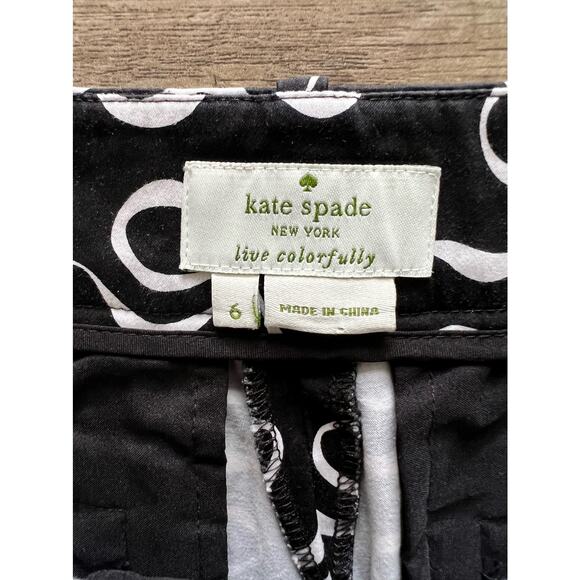 kate spade
NEW YORK
live colorfully
6
MADE IN CHINA